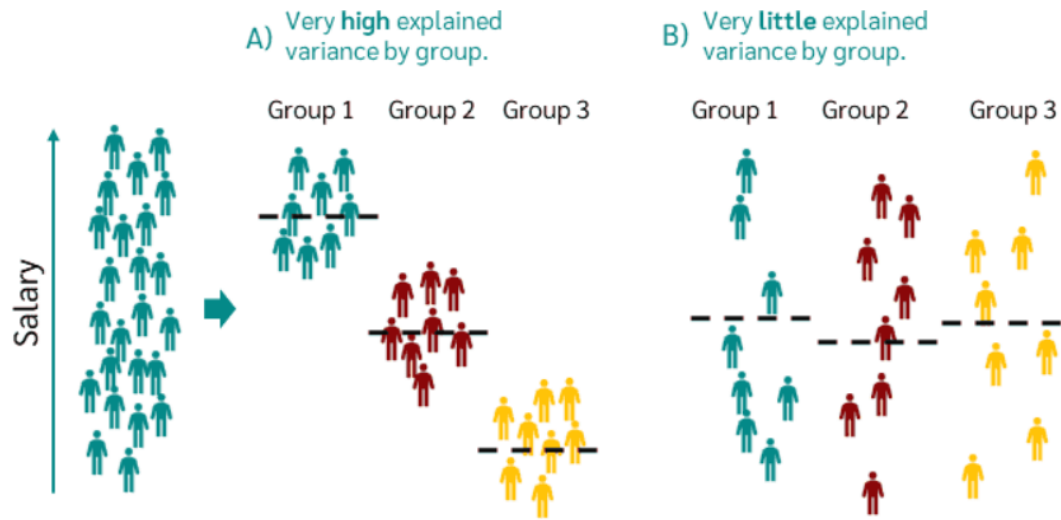 A) Very high explained
variance by group.
B) Very little explained
variance by group.
Group 1 Group 2 Group 3
Group 1 Group 2 Group 3
Salary